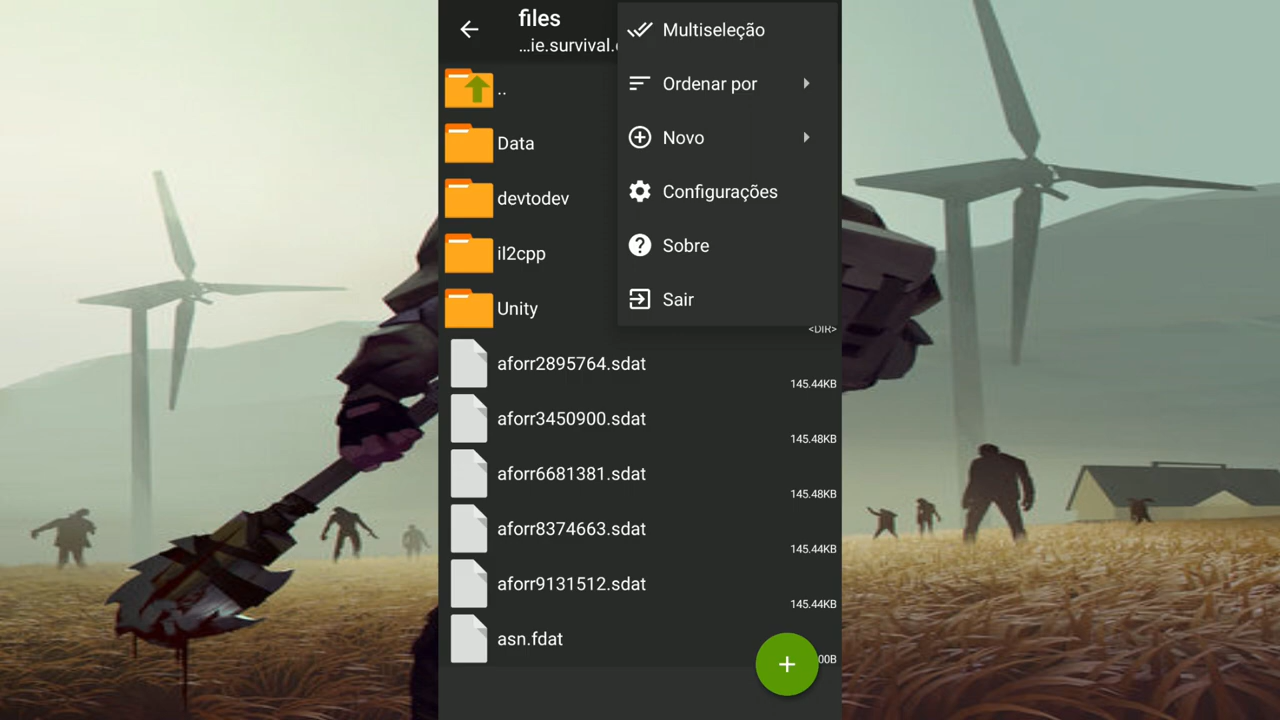 files
…ie.survival.
Multiseleção
Ordenar por
Novo
Configurações
Sobre
Sair
..
Data
devtodev
il2cpp
Unity
<DIR>
aforr2895764.sdat
145.44KB
aforr3450900.sdat
145.48KB
aforr6681381.sdat
145.48KB
aforr8374663.sdat
145.44KB
aforr9131512.sdat
145.44KB
asn.fdat
00B